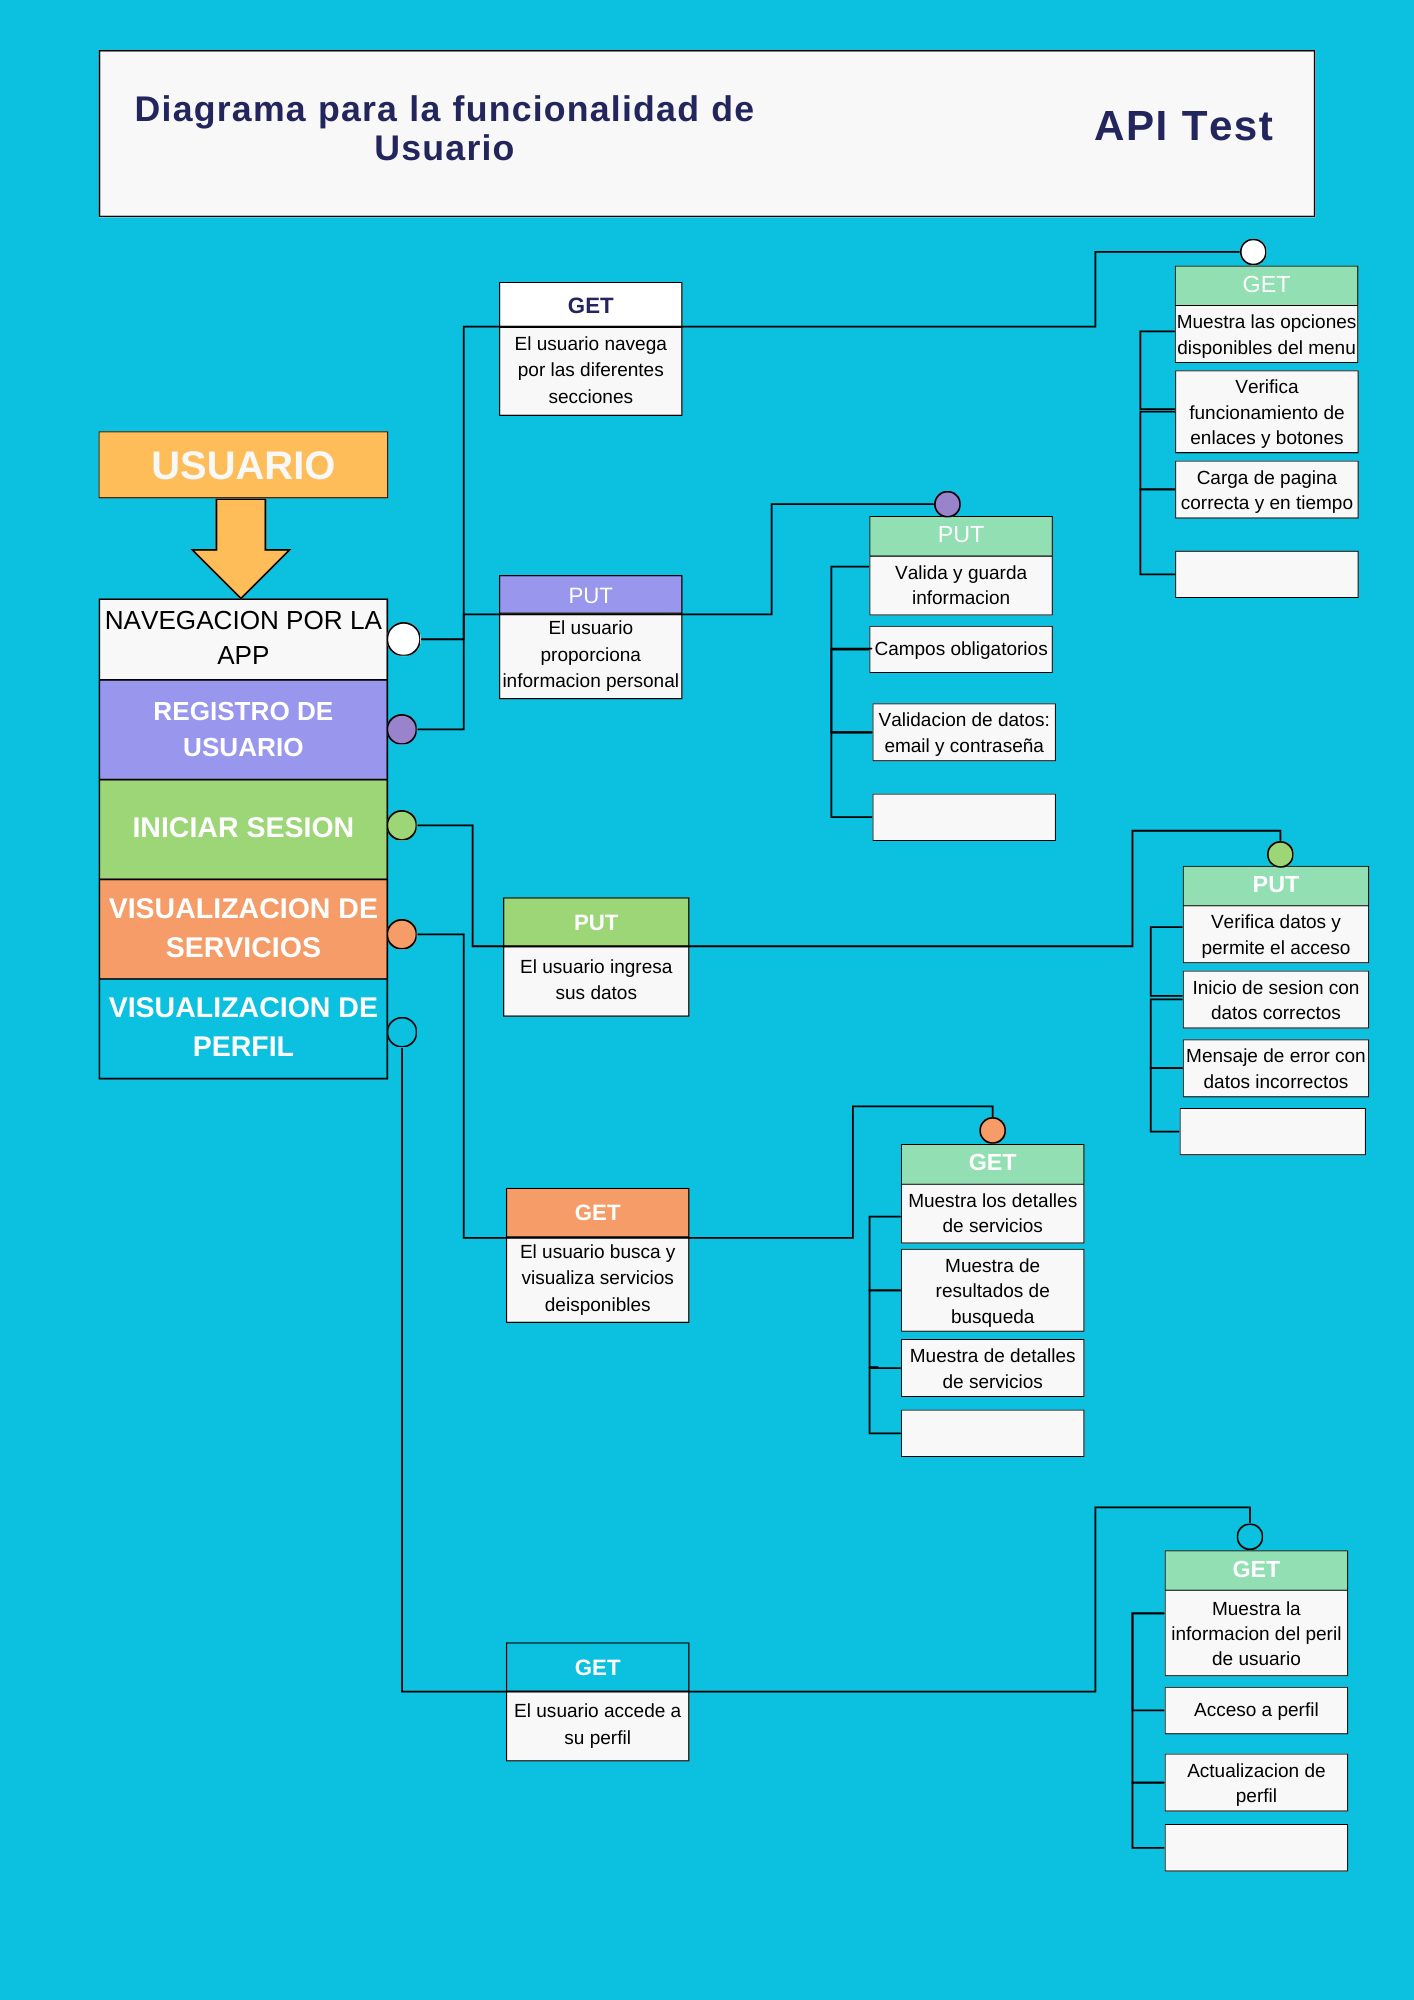 Diagrama para la funcionalidad de
Usuario
API Test
USUARIO
NAVEGACION POR LA
APP
REGISTRO DE
USUARIO
INICIAR SESION
VISUALIZACION DE
SERVICIOS
VISUALIZACION DE
PERFIL
GET
El usuario navega
por las diferentes
secciones
GET
Muestra las opciones
disponibles del menu
Verifica
funcionamiento de
enlaces y botones
Carga de pagina
correcta y en tiempo
PUT
El usuario
proporciona
informacion personal
PUT
Valida y guarda
informacion
Campos obligatorios
Validacion de datos:
email y contraseña
PUT
El usuario ingresa
sus datos
PUT
Verifica datos y
permite el acceso
Inicio de sesion con
datos correctos
Mensaje de error con
datos incorrectos
GET
El usuario busca y
visualiza servicios
deisponibles
GET
Muestra los detalles
de servicios
Muestra de
resultados de
busqueda
Muestra de detalles
de servicios
GET
El usuario accede a
su perfil
GET
Muestra la
informacion del peril
de usuario
Acceso a perfil
Actualizacion de
perfil